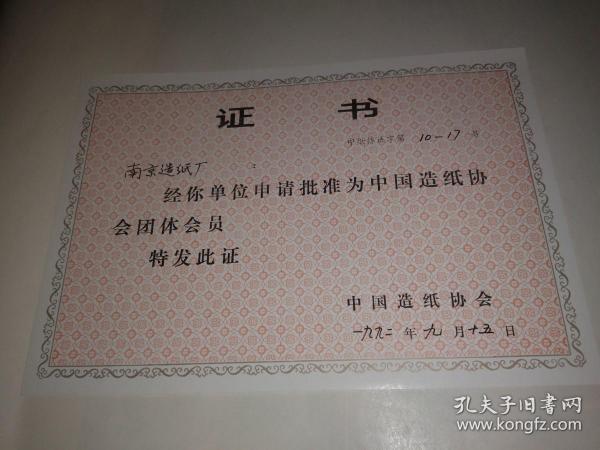 证书
字第 10-17 号
南京造纸厂：
经你单位申请批准为中国造纸协
会团体会员
特发此证
中国造纸协会
一九九二年九月十五日
孔夫子旧书网
www.kongfz.com